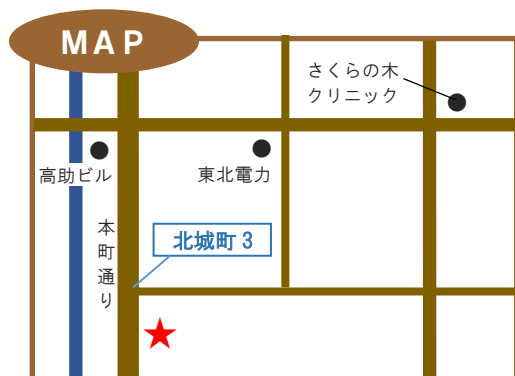 MAP
さくらの木
クリニック
高助ビル
東北電力
本町通り
北城町3